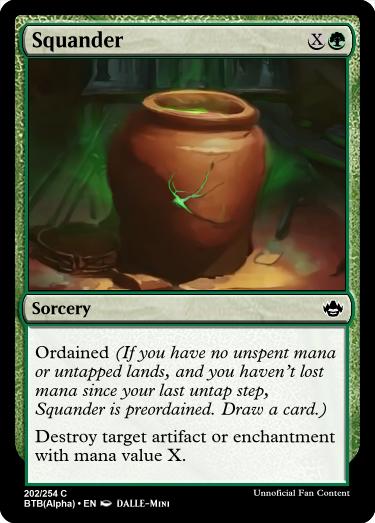 Squander X
Sorcery
Ordained (If you have no unspent mana
or untapped lands, and you haven't lost
mana since your last untap step,
Squander is preordained. Draw a card.)
Destroy target artifact or enchantment
with mana value X.
202/254 C
BTB(Alpha) • EN DALLE-Mini
Unofficial Fan Content